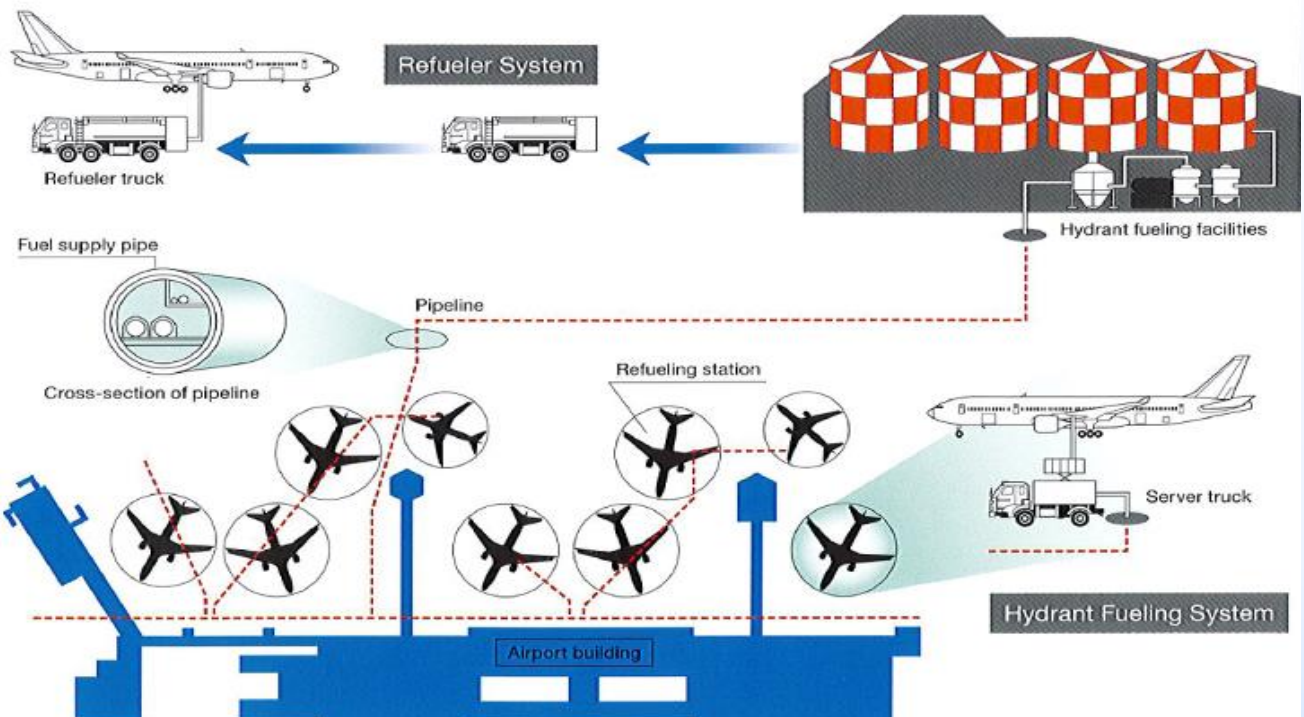 Refueler System
Refueler truck
Hydrant fueling facilities
Fuel supply pipe
Pipeline
Cross-section of pipeline
Refueling station
Server truck
Hydrant Fueling System
Airport building